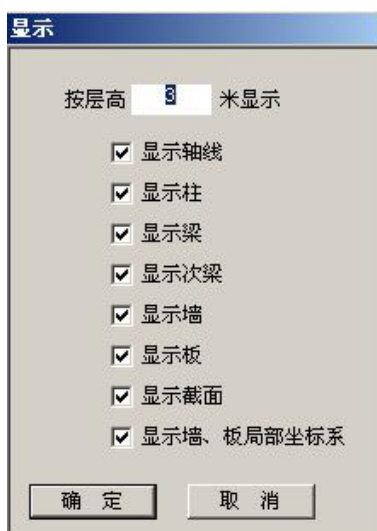 显示
按层高 3 米显示
显示轴线
显示柱
显示梁
显示次梁
显示墙
显示板
显示截面
显示墙、板局部坐标系
确 定 取 消